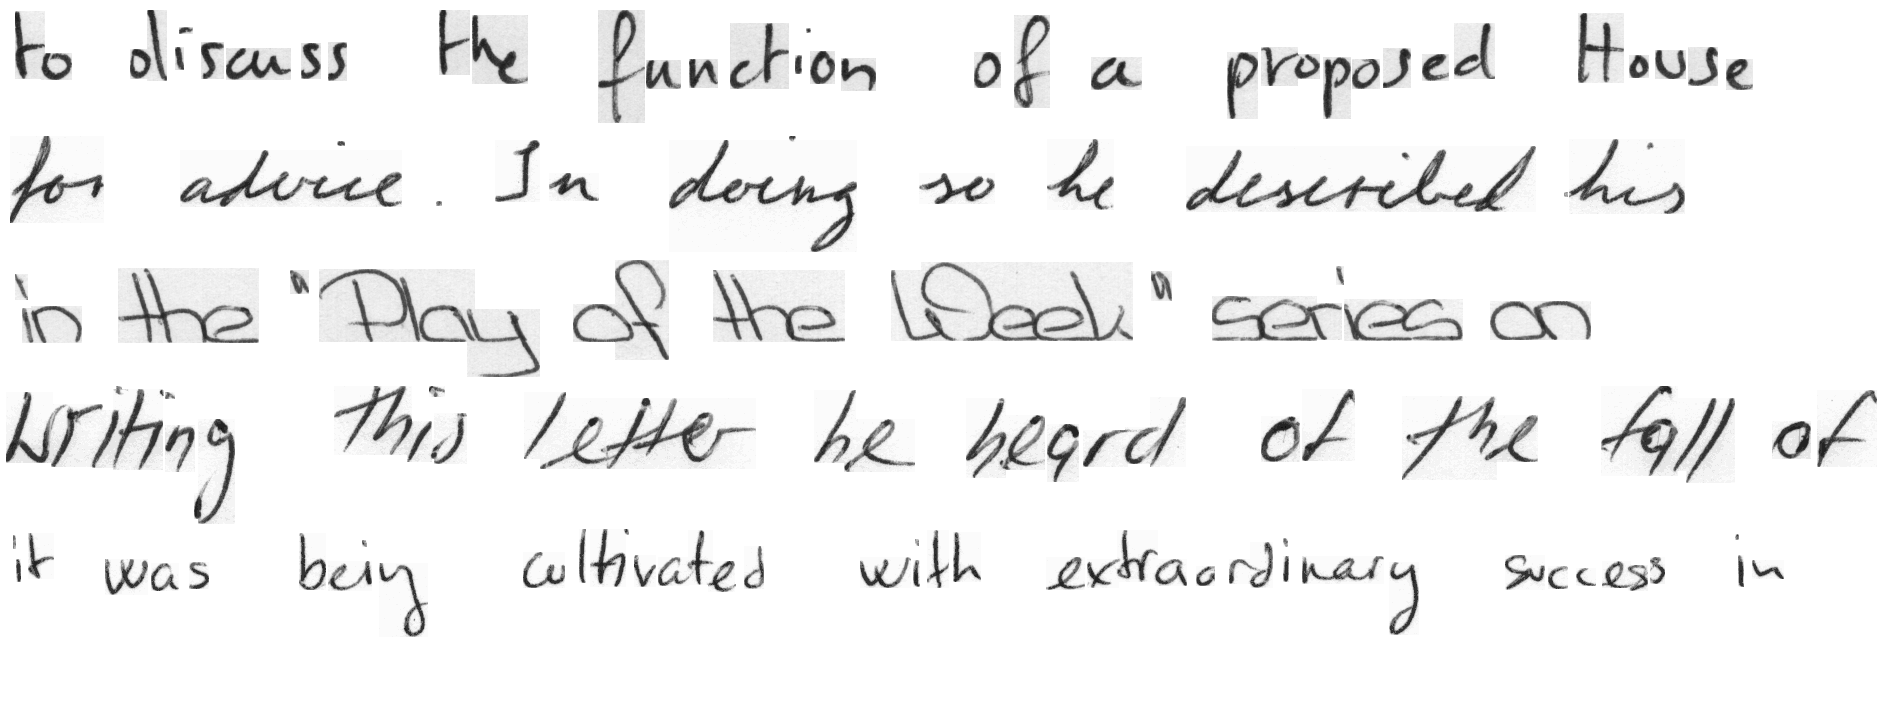 to discuss the function of a proposed House
for advice. In doing so he described his
in the "Play of the Week" series on
writing this letter he heard of the fall of
it was being cultivated with extraordinary success in